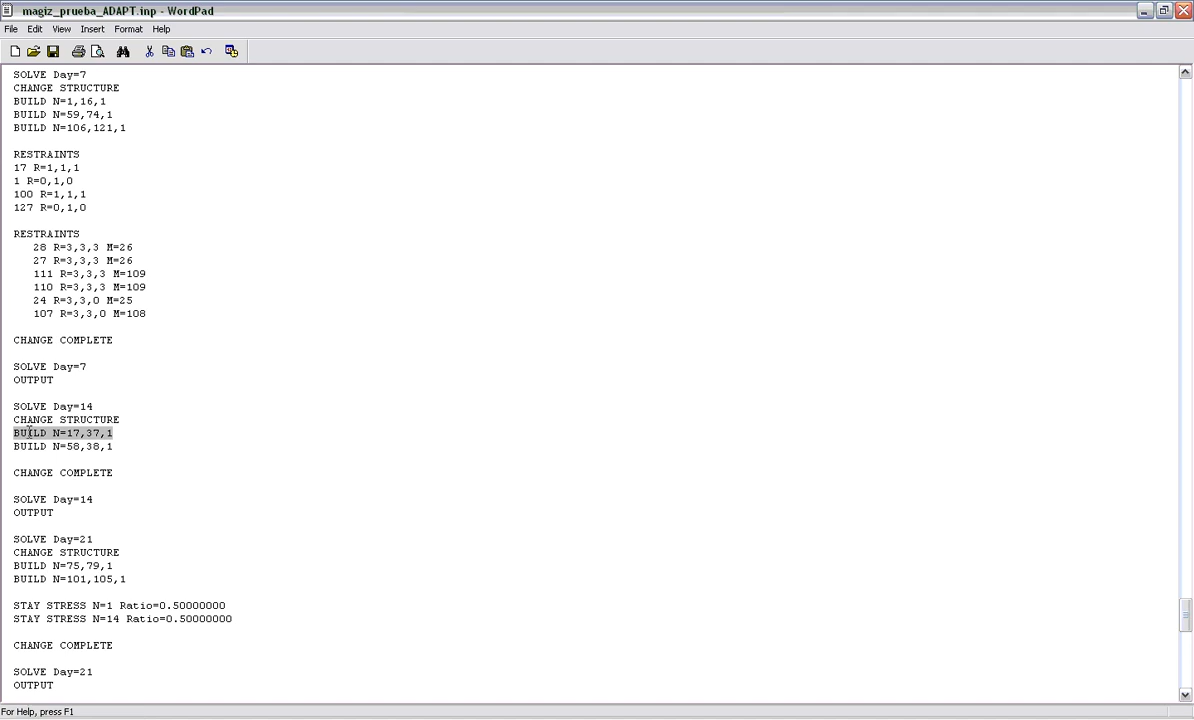 magiz_prueba_ADAPT.inp - WordPad
File Edit View Insert Format Help
SOLVE Day=7
CHANGE STRUCTURE
BUILD N=1,16,1
BUILD N=59,74,1
BUILD N=106,121,1
RESTRAINTS
17 R=1,1,1
1 R=0,1,0
100 R=1,1,1
127 R=0,1,0
RESTRAINTS
28 R=3,3,3 M=26
27 R=3,3,3 M=26
111 R=3,3,3 M=109
110 R=3,3,3 M=109
24 R=3,3,0 M=25
107 R=3,3,0 M=108
CHANGE COMPLETE
SOLVE Day=7
OUTPUT
SOLVE Day=14
CHANGE STRUCTURE
BUILD N=17,37,1
BUILD N=58,38,1
CHANGE COMPLETE
SOLVE Day=14
OUTPUT
SOLVE Day=21
CHANGE STRUCTURE
BUILD N=75,79,1
BUILD N=101,105,1
STAY STRESS N=1 Ratio=0.50000000
STAY STRESS N=14 Ratio=0.50000000
CHANGE COMPLETE
SOLVE Day=21
OUTPUT
For Help, press F1